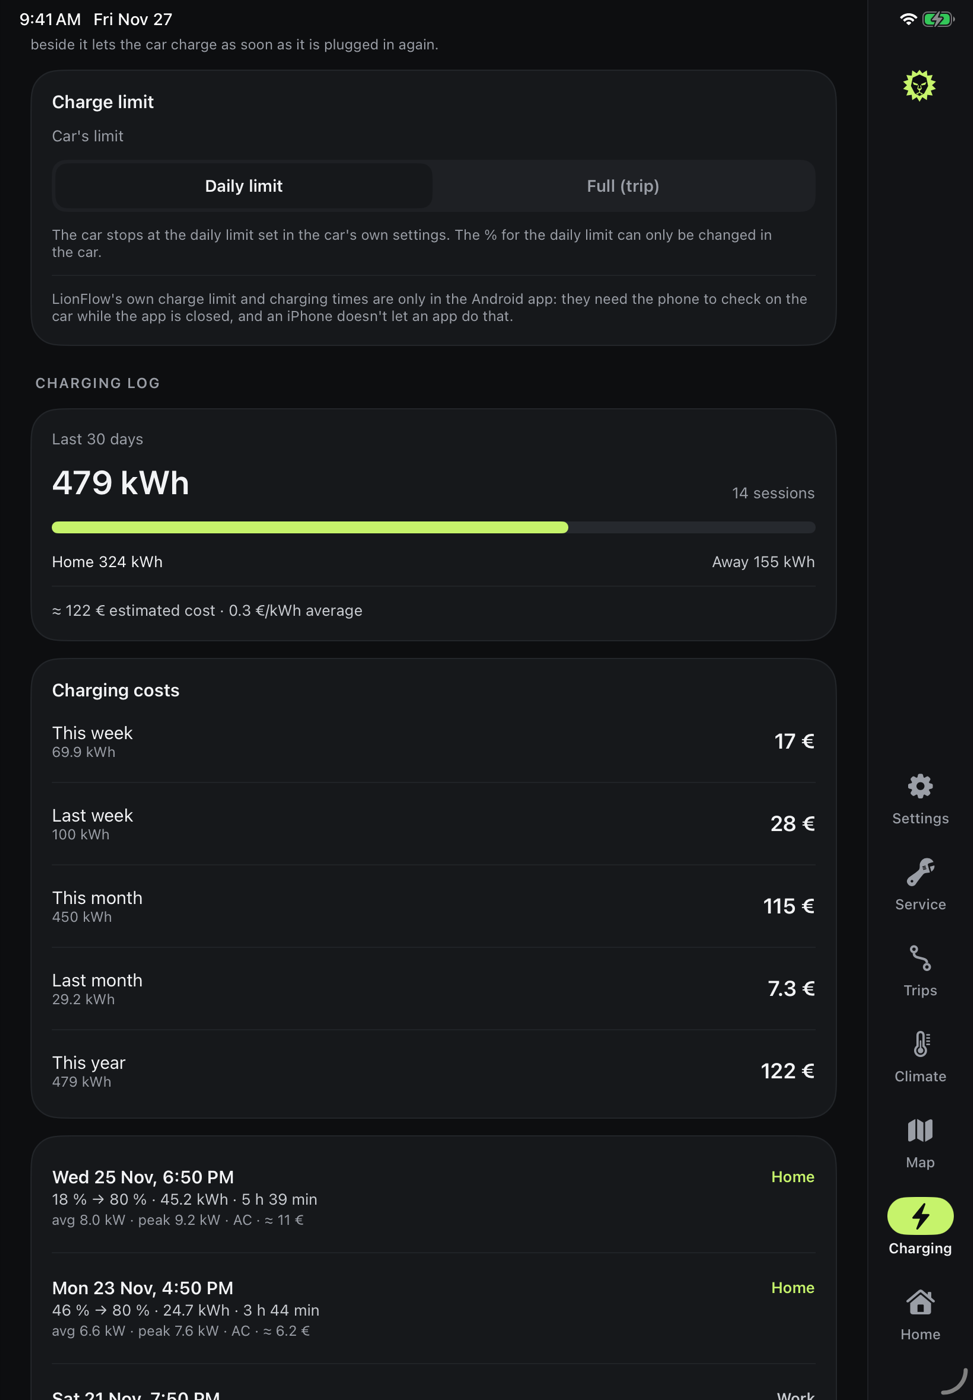 9:41 AM Fri Nov 27
beside it lets the car charge as soon as it is plugged in again.
Charge limit
Car's limit
Daily limit
Full (trip)
The car stops at the daily limit set in the car's own settings. The % for the daily limit can only be changed in
the car.
LionFlow's own charge limit and charging times are only in the Android app: they need the phone to check on the
car while the app is closed, and an iPhone doesn't let an app do that.
CHARGING LOG
Last 30 days
479 kWh
14 sessions
Home 324 kWh
Away 155 kWh
≈ 122 € estimated cost · 0.3 €/kWh average
Charging costs
This week
69.9 kWh
17 €
Last week
100 kWh
28 €
This month
450 kWh
115 €
Last month
29.2 kWh
7.3 €
This year
479 kWh
122 €
Wed 25 Nov, 6:50 PM
Home
18 % → 80 % · 45.2 kWh · 5 h 39 min
avg 8.0 kW · peak 9.2 kW · AC · ≈ 11 €
Mon 23 Nov, 4:50 PM
Home
46 % → 80 % · 24.7 kWh · 3 h 44 min
avg 6.6 kW · peak 7.6 kW · AC · ≈ 6.2 €
Sat 21 Nov, 7:50 PM
Work
Settings
Service
Trips
Climate
Map
Charging
Home